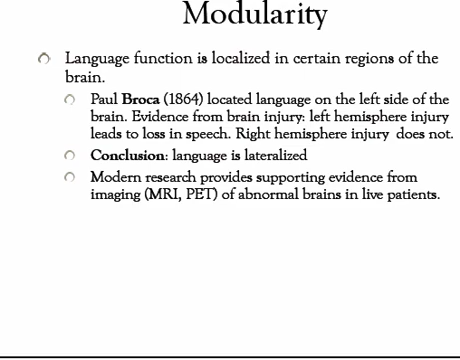 Modularity
Language function is localized in certain regions of the
brain.
Paul Broca (1864) located language on the left side of the
brain. Evidence from brain injury: left hemisphere injury
leads to loss in speech. Right hemisphere injury does not.
Conclusion: language is lateralized
Modern research provides supporting evidence from
imaging (MRI, PET) of abnormal brains in live patients.